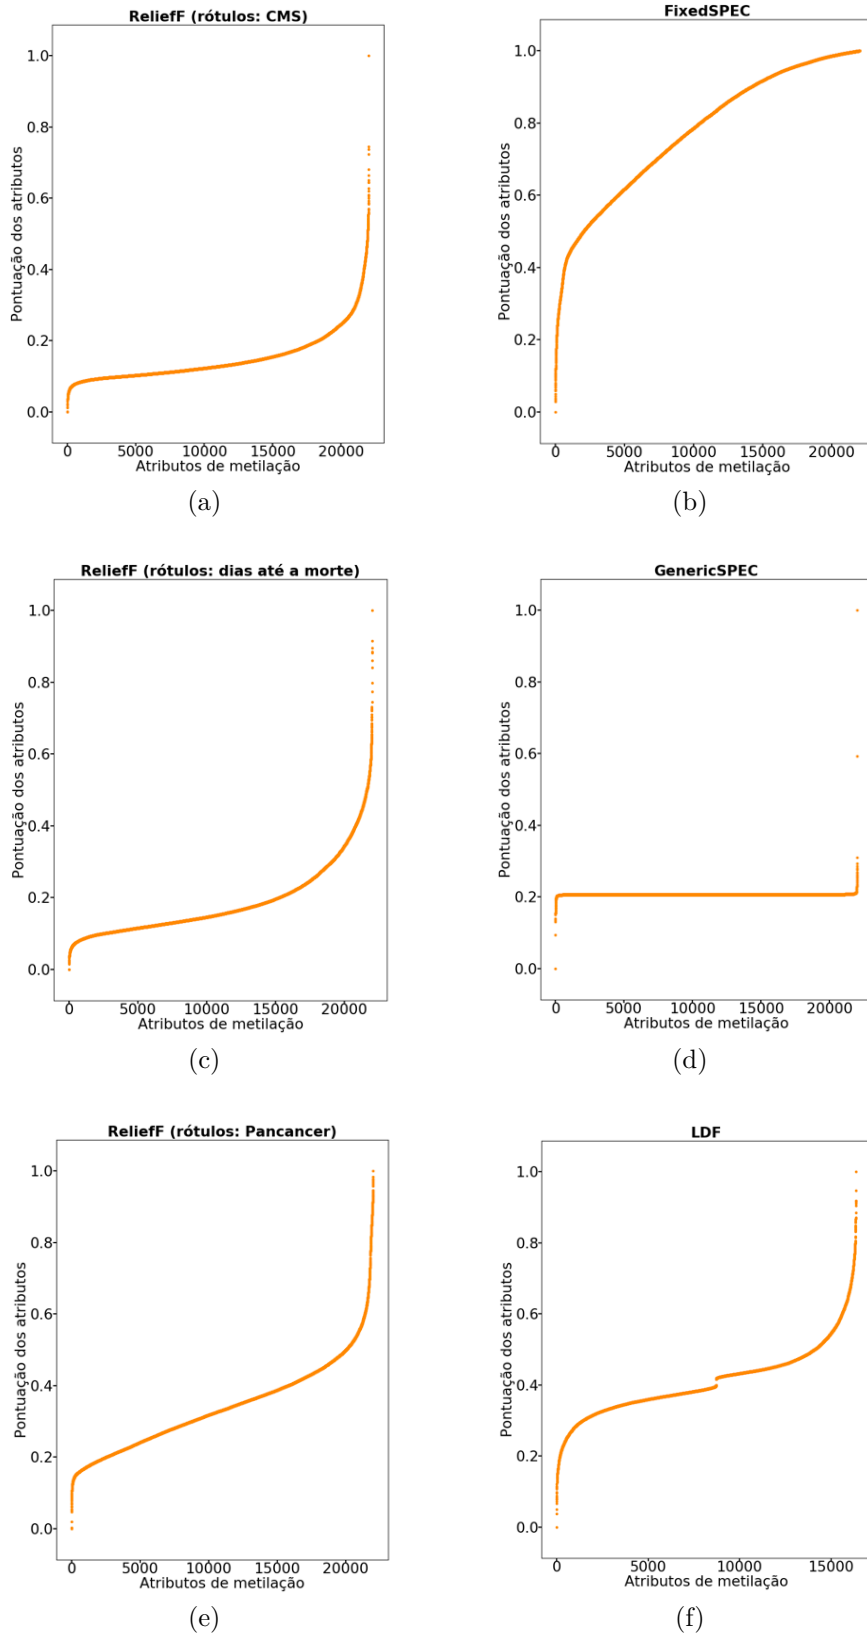 ReliefF (rótulos: CMS)
1.0
0.8
0.6
0.4
0.2
0.0
Pontuação dos atributos
0 5000 10000 15000 20000
Atributos de metilação
(a)
FixedSPEC
1.0
0.8
0.6
0.4
0.2
0.0
Pontuação dos atributos
0 5000 10000 15000 20000
Atributos de metilação
(b)
ReliefF (rótulos: dias até a morte)
1.0
0.8
0.6
0.4
0.2
0.0
Pontuação dos atributos
0 5000 10000 15000 20000
Atributos de metilação
(c)
GenericSPEC
1.0
0.8
0.6
0.4
0.2
0.0
Pontuação dos atributos
0 5000 10000 15000 20000
Atributos de metilação
(d)
ReliefF (rótulos: Pancancer)
1.0
0.8
0.6
0.4
0.2
0.0
Pontuação dos atributos
0 5000 10000 15000 20000
Atributos de metilação
(e)
LDF
1.0
0.8
0.6
0.4
0.2
0.0
Pontuação dos atributos
0 5000 10000 15000
Atributos de metilação
(f)